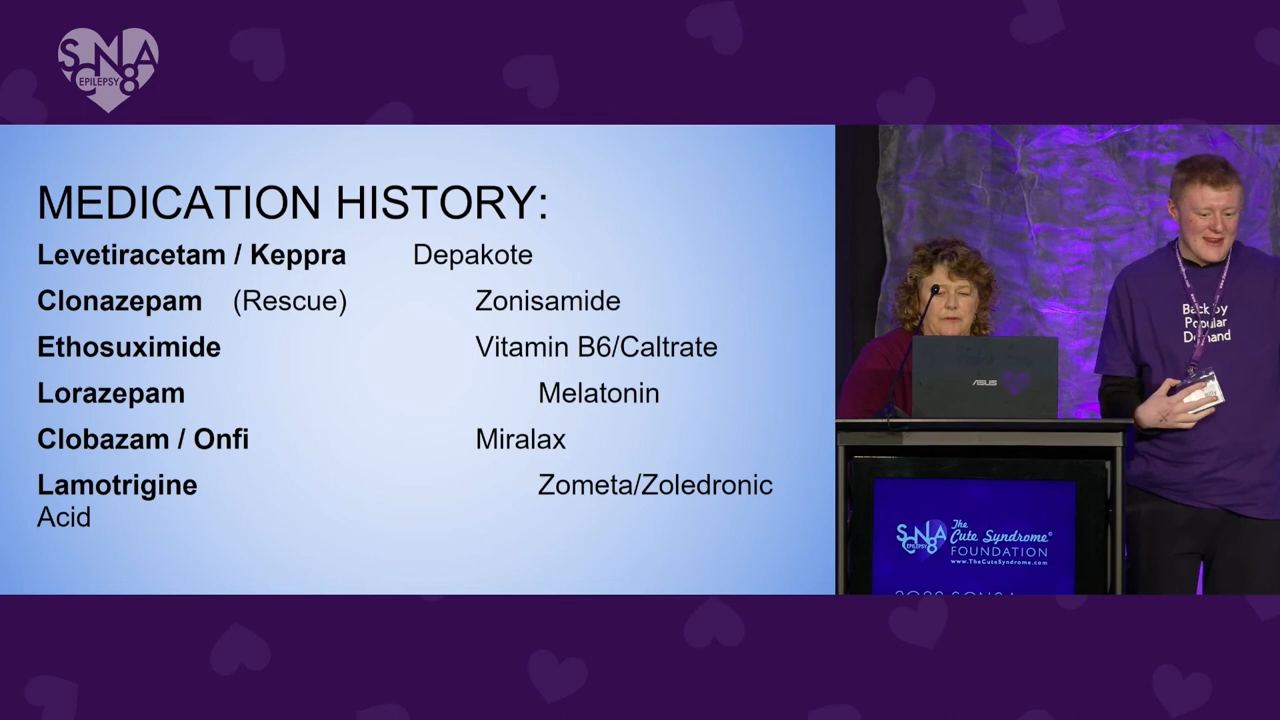 SCN8A
EPILEPSY
MEDICATION HISTORY:
Levetiracetam / Keppra Depakote
Clonazepam (Rescue) Zonisamide
Ethosuximide Vitamin B6/Caltrate
Lorazepam Melatonin
Clobazam / Onfi Miralax
Lamotrigine Zometa/Zoledronic
Acid
Back by
Popular
Demand
ASUS
SCN8A
EPILEPSY
The
Cute Syndrome
FOUNDATION
www.TheCuteSyndrome.com